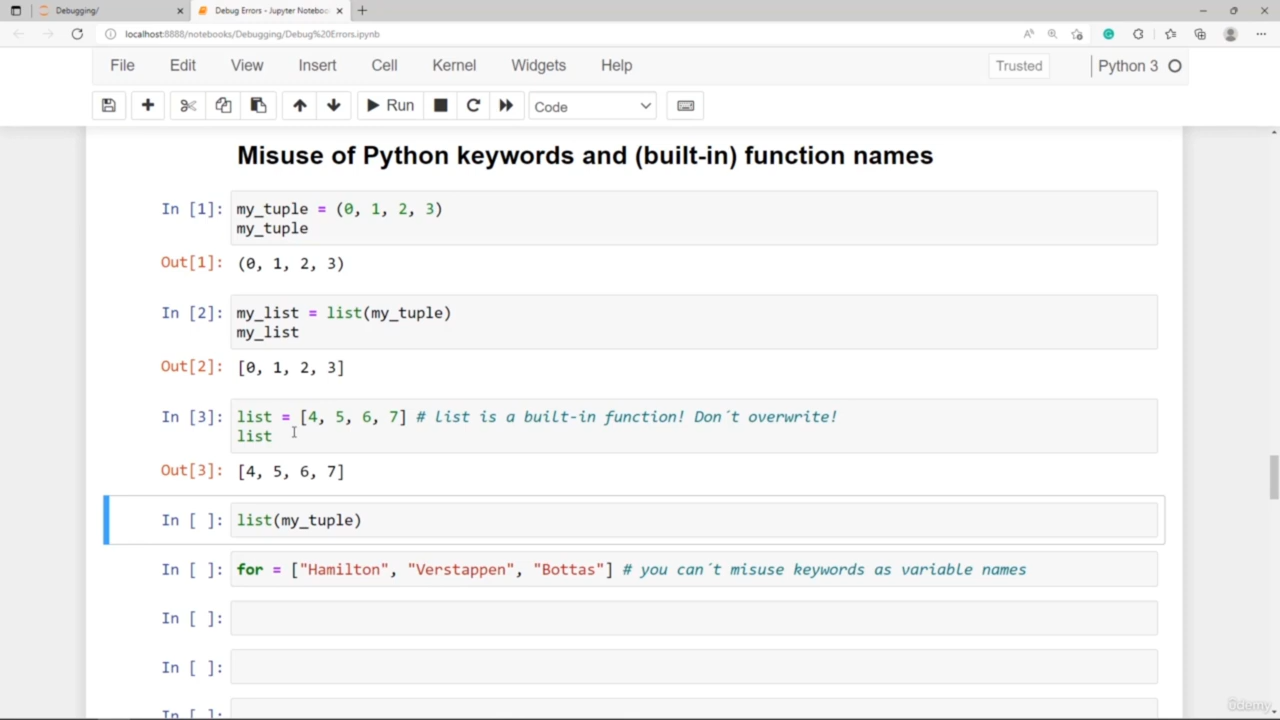 Debugging/
Debug Errors - Jupyter Noteboo
localhost:8888/notebooks/Debugging/Debug%20Errors.ipynb
File Edit View Insert Cell Kernel Widgets Help Trusted Python 3
Run Code
Misuse of Python keywords and (built-in) function names
In [1]: my_tuple = (0, 1, 2, 3)
my_tuple
Out[1]: (0, 1, 2, 3)
In [2]: my_list = list(my_tuple)
my_list
Out[2]: [0, 1, 2, 3]
In [3]: list = [4, 5, 6, 7] # list is a built-in function! Don´t overwrite!
list
Out[3]: [4, 5, 6, 7]
In [ ]: list(my_tuple)
In [ ]: for = ["Hamilton", "Verstappen", "Bottas"] # you can´t misuse keywords as variable names
In [ ]:
In [ ]:
In [ ]:
ûdemy